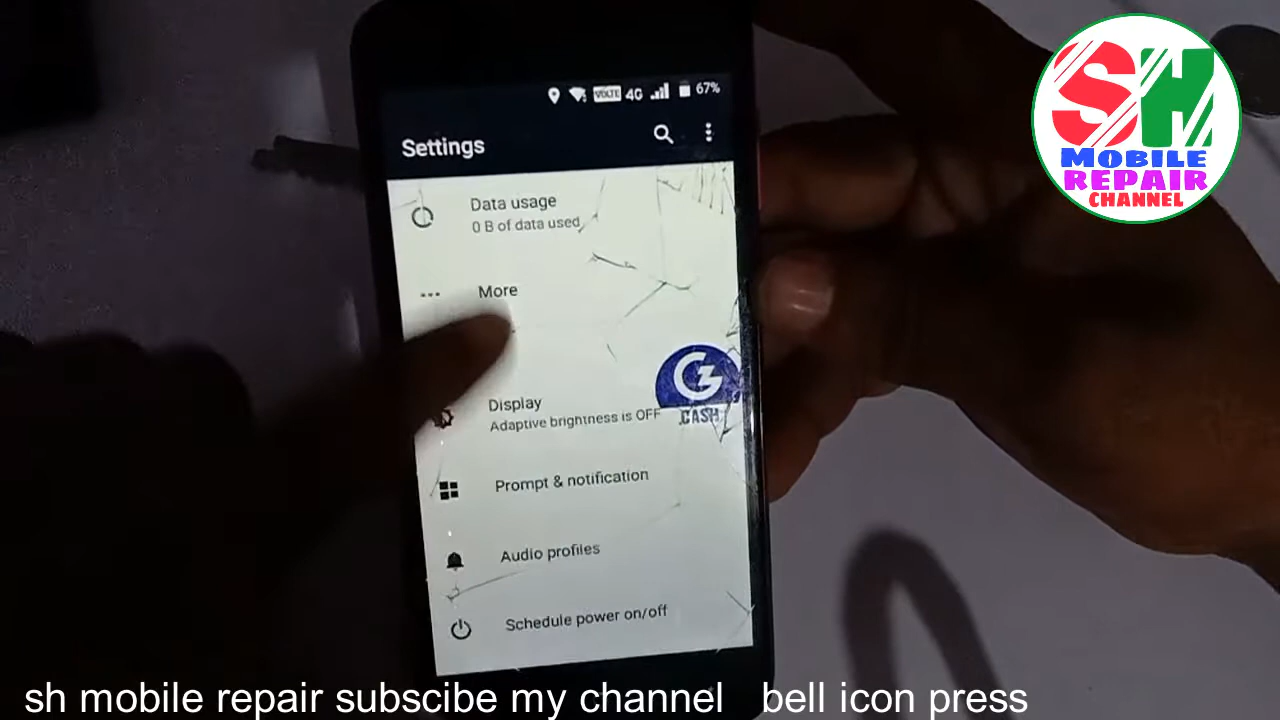 VOLTE 4G 67%
Settings
Data usage
0 B of data used
More
Display
Adaptive brightness is OFF
G
CASH
Prompt & notification
Audio profiles
Schedule power on/off
SH
MOBILE
REPAIR
CHANNEL
sh mobile repair subscibe my channel bell icon press